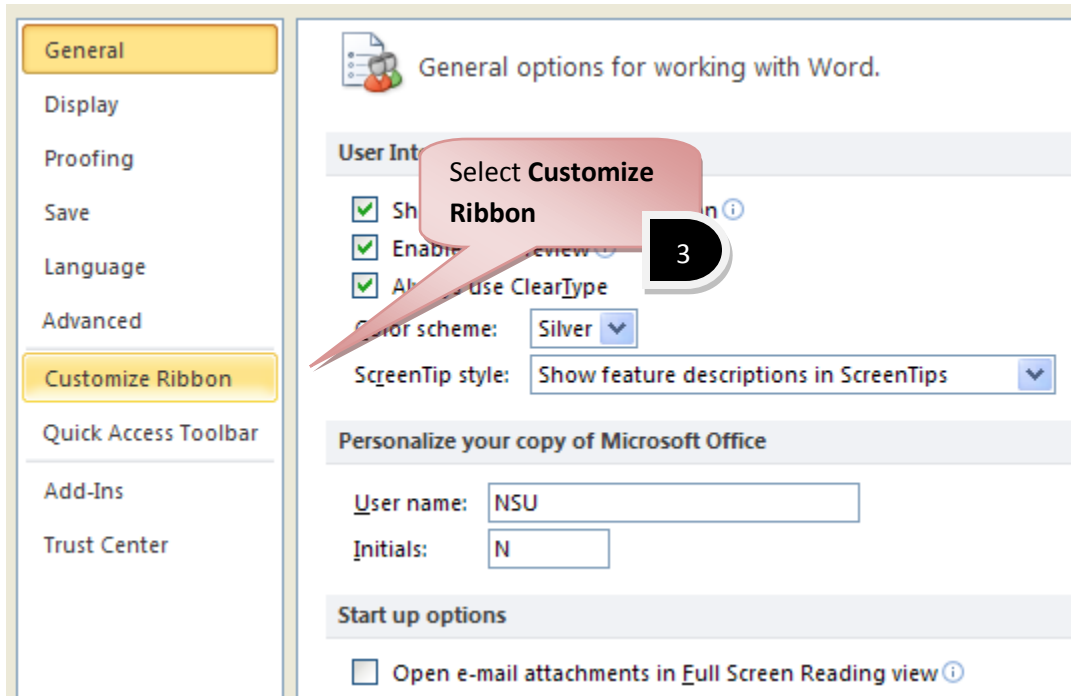 General
Display
Proofing
Save
Language
Advanced
Customize Ribbon
Quick Access Toolbar
Add-Ins
Trust Center
General options for working with Word.
User Int
Select Customize
Ribbon
Sh n
Enable review
3
Al use ClearType
Color scheme: Silver
ScreenTip style: Show feature descriptions in ScreenTips
Personalize your copy of Microsoft Office
User name: NSU
Initials: N
Start up options
Open e-mail attachments in Full Screen Reading view